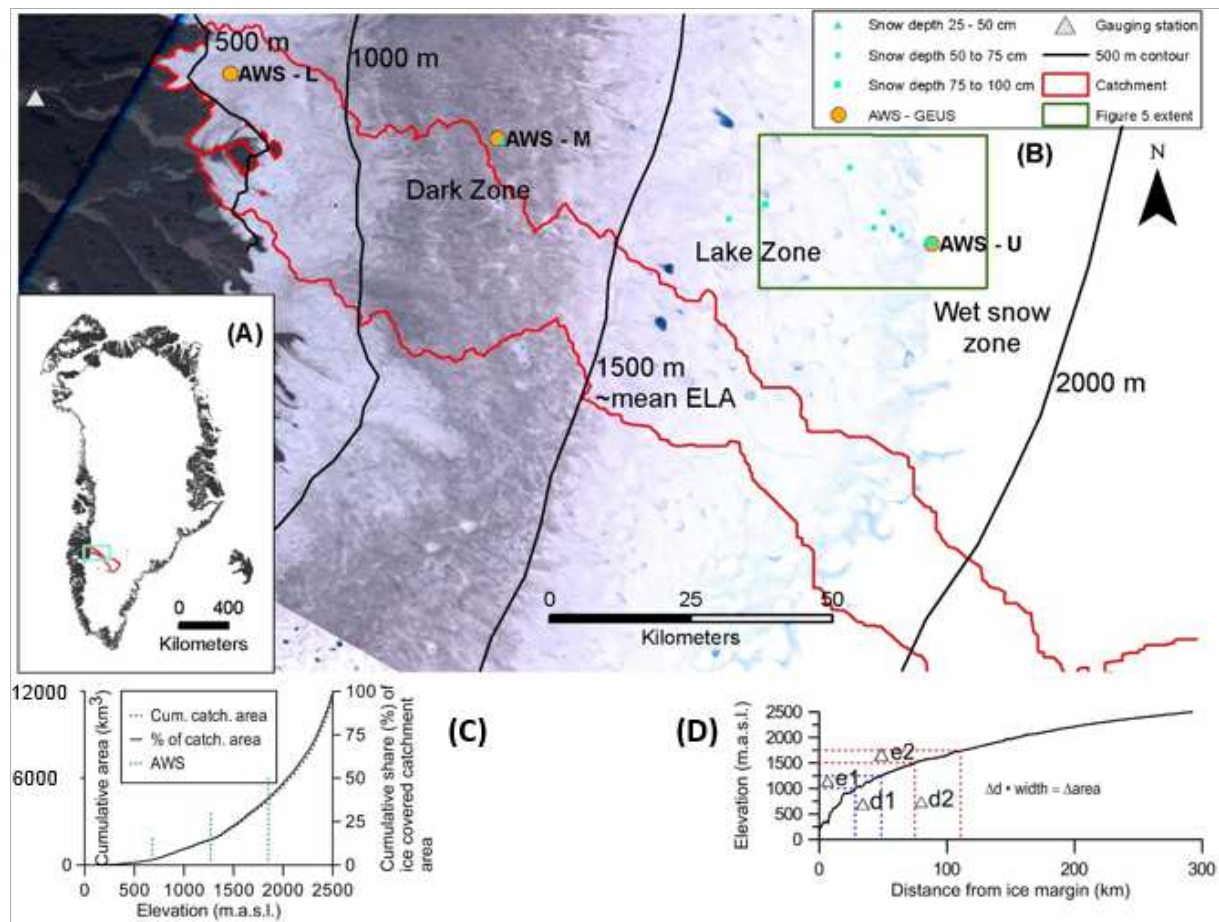 Snow depth 25 - 50 cm
Snow depth 50 to 75 cm
Snow depth 75 to 100 cm
AWS - GEUS
Gauging station
500 m contour
Catchment
Figure 5 extent
500 m
1000 m
AWS - L
AWS - M
Dark Zone
(B)
N
Lake Zone
AWS - U
Wet snow
zone
1500 m
~mean ELA
2000 m
0 25 50
Kilometers
(A)
0 400
Kilometers
(C)
12000
6000
0
Cumulative area (km³)
Cum. catch. area
% of catch. area
AWS
100
75
50
25
0
Cumulative share (%) of
ice covered catchment
area
0 500 1000 1500 2000 2500
Elevation (m.a.s.l.)
(D)
Elevation (m.a.s.l.)
2500
2000
1750
1500
1000
500
0
△e1
△e2
△d1
△d2
Δd • width = Δarea
0 100 200 300
Distance from ice margin (km)